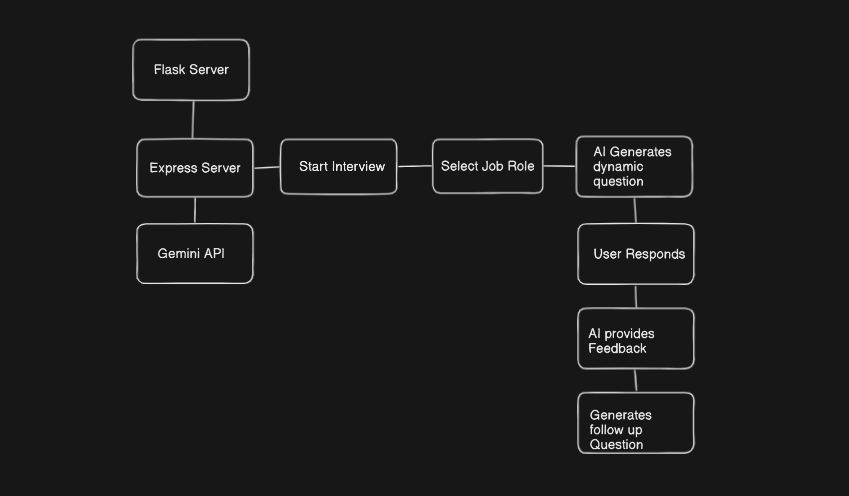 Flask Server
Express Server
Start Interview
Select Job Role
AI Generates
dynamic
question
Gemini API
User Responds
AI provides
Feedback
Generates
follow up
Question